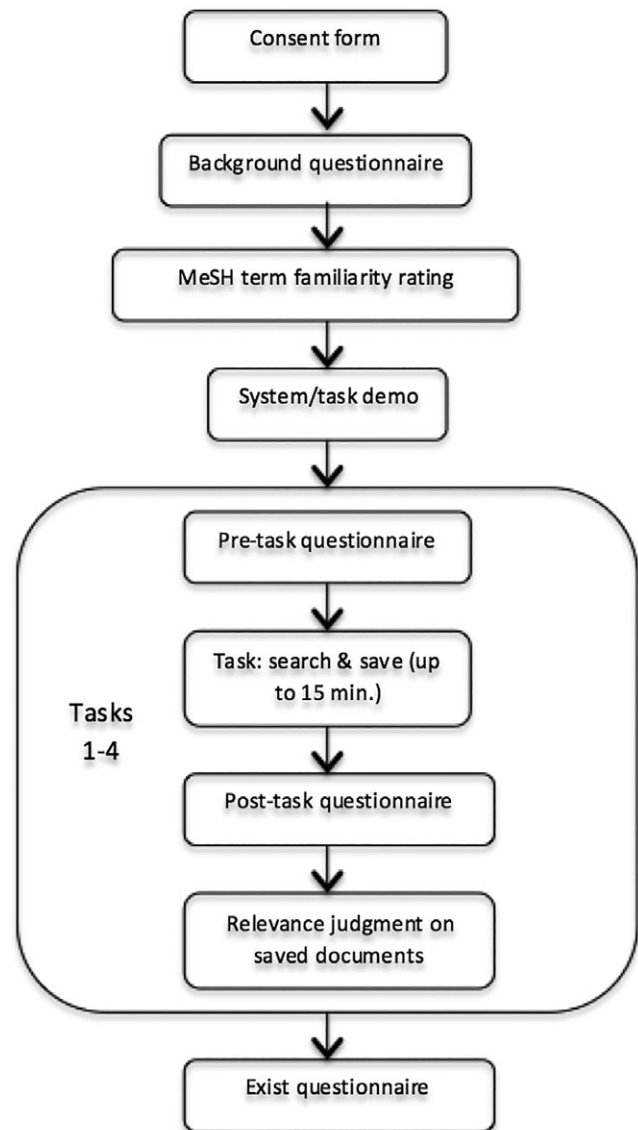 Consent form
Background questionnaire
MeSH term familiarity rating
System/task demo
Pre-task questionnaire
Task: search & save (up
to 15 min.)
Tasks
1-4
Post-task questionnaire
Relevance judgment on
saved documents
Exist questionnaire